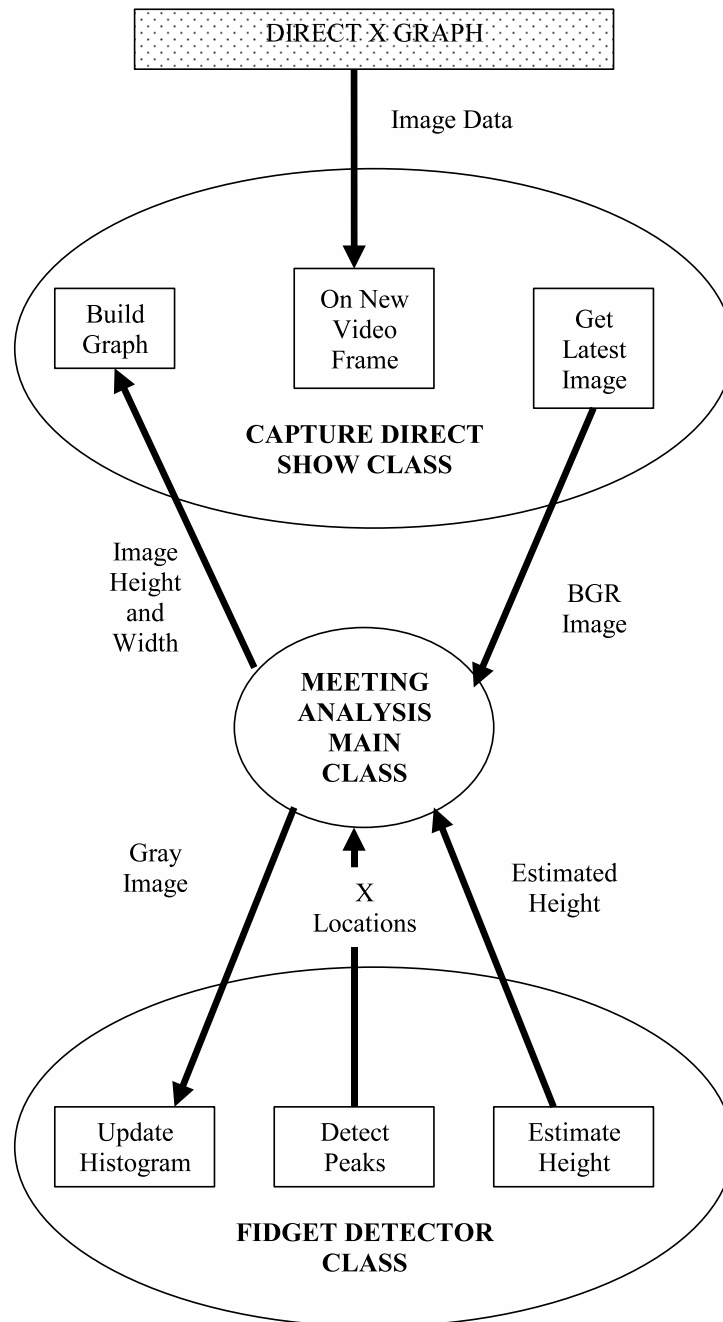 DIRECT X GRAPH
Image Data
Build
Graph
On New
Video
Frame
Get
Latest
Image
CAPTURE DIRECT
SHOW CLASS
Image
Height
and
Width
BGR
Image
MEETING
ANALYSIS
MAIN
CLASS
Gray
Image
X
Locations
Estimated
Height
Update
Histogram
Detect
Peaks
Estimate
Height
FIDGET DETECTOR
CLASS